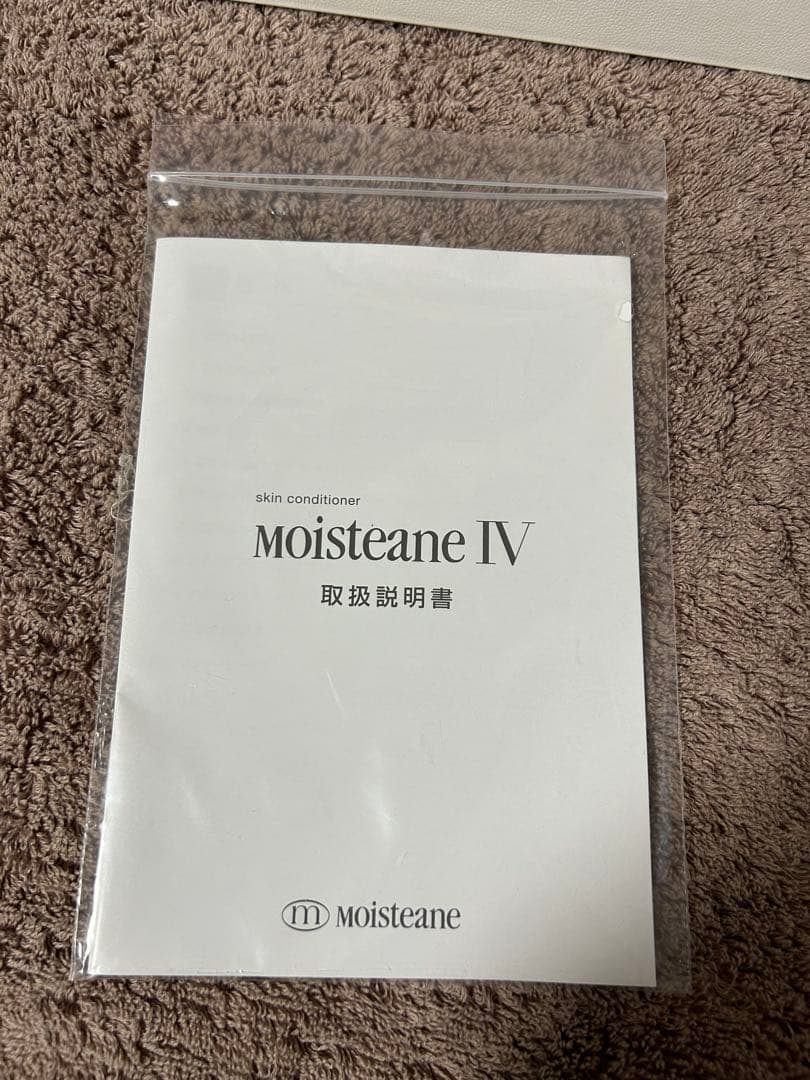 skin conditioner
Moisteane IV
取扱説明書
m Moisteane